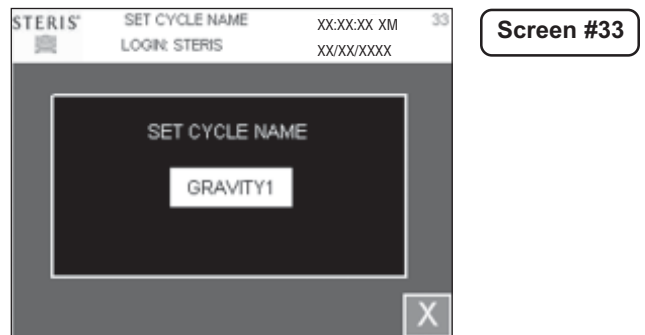 STERIS® SET CYCLE NAME XX:XX:XX XM 33
LOGIN: STERIS XX/XX/XXXX
Screen #33
SET CYCLE NAME
GRAVITY1
X